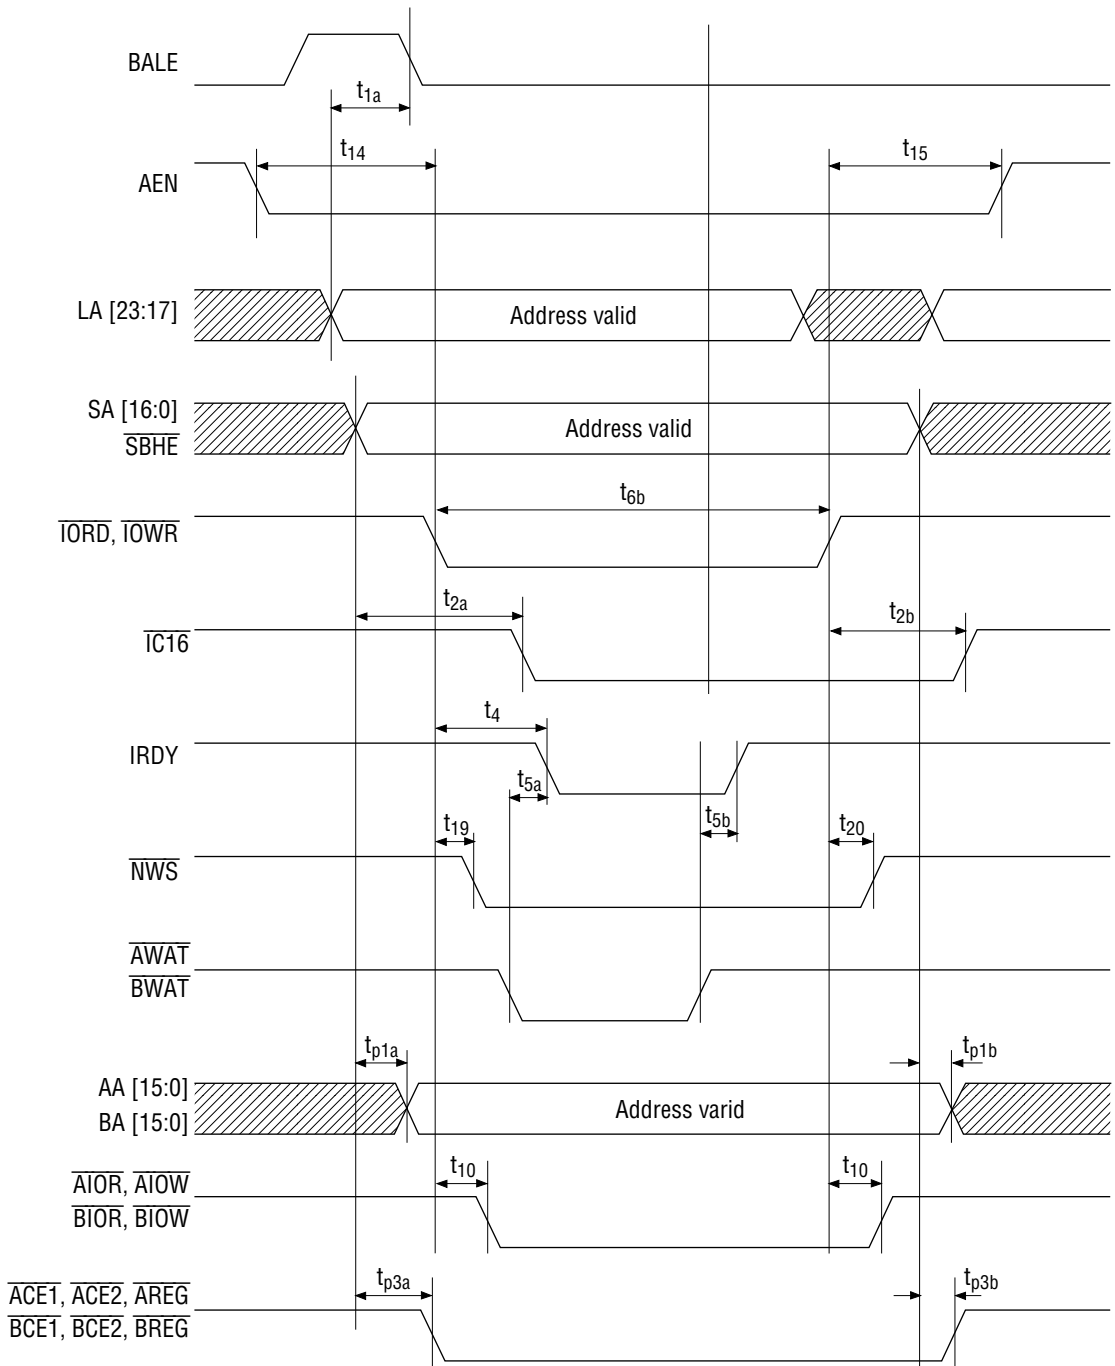 BALE
t1a
t14
t15
AEN
LA [23:17]
Address valid
SA [16:0]
Address valid
SBHE
t6b
IORD, IOWR
t2a
t2b
IC16
t4
IRDY
t5a
t5b
t19
t20
NWS
AWAT
BWAT
tp1a
tp1b
AA [15:0]
Address varid
BA [15:0]
t10
t10
AIOR, AIOW
BIOR, BIOW
tp3a
tp3b
ACE1, ACE2, AREG
BCE1, BCE2, BREG